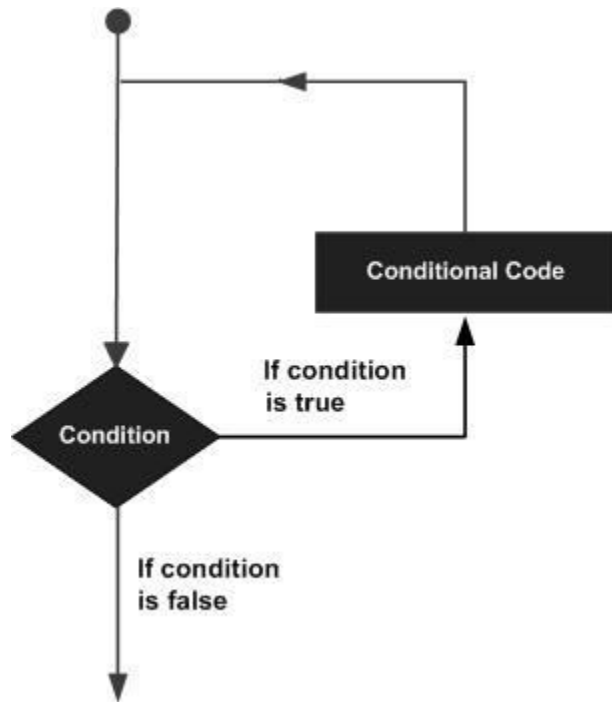 Conditional Code
If condition
is true
Condition
If condition
is false